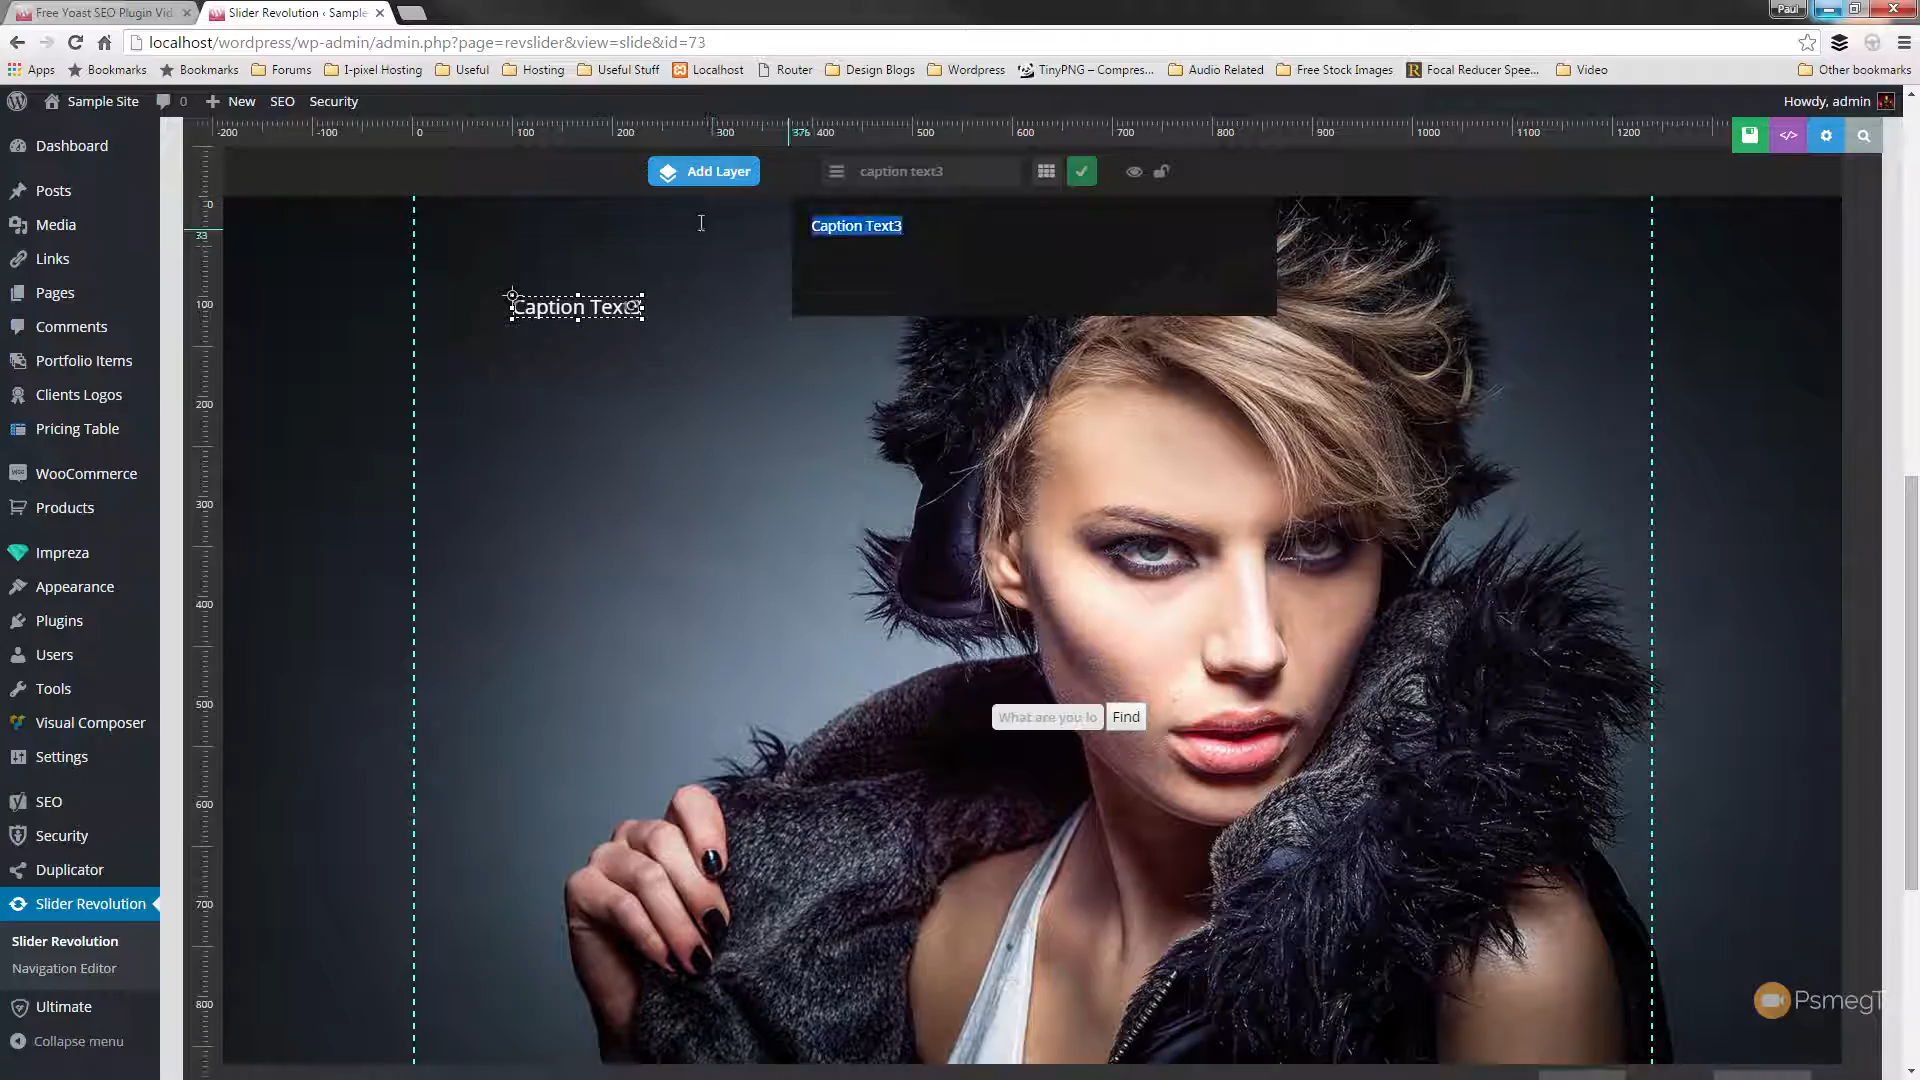 Free Yoast SEO Plugin Vid
Slider Revolution ‹ Sample
Paul
localhost/wordpress/wp-admin/admin.php?page=revslider&view=slide&id=73
Apps Bookmarks Bookmarks Forums I-pixel Hosting Useful Hosting Useful Stuff Localhost Router Design Blogs Wordpress TinyPNG – Compres... Audio Related Free Stock Images Focal Reducer Spee... Video Other bookmarks
Sample Site 0 New SEO Security Howdy, admin
-200 -100 0 100 200 300 376 400 500 600 700 800 900 1000 1100 1200
Add Layer caption text3
Caption Text3
Caption Text3
What are you lo Find
0
33
100
200
300
400
500
600
700
800
Dashboard
Posts
Media
Links
Pages
Comments
Portfolio Items
Clients Logos
Pricing Table
WooCommerce
Products
Impreza
Appearance
Plugins
Users
Tools
Visual Composer
Settings
SEO
Security
Duplicator
Slider Revolution
Slider Revolution
Navigation Editor
Ultimate
Collapse menu
PsmegT